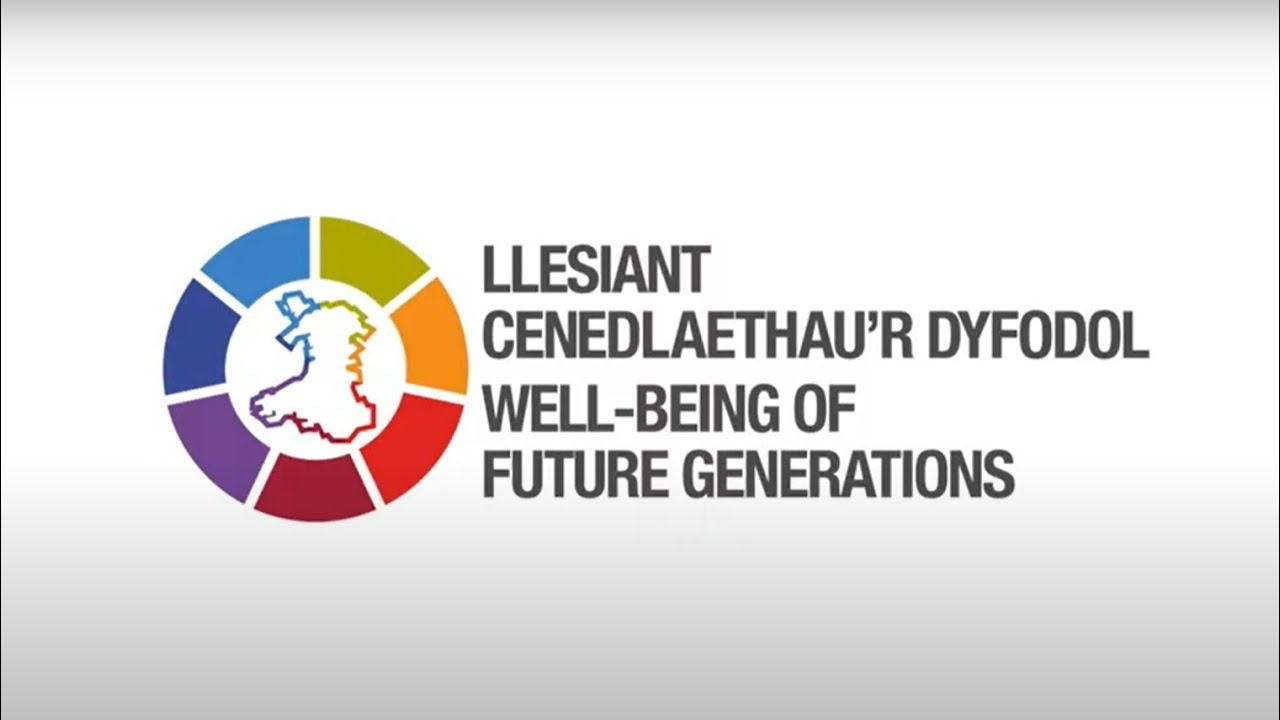 LLESIANT
CENEDLAETHAU’R DYFODOL
WELL-BEING OF
FUTURE GENERATIONS